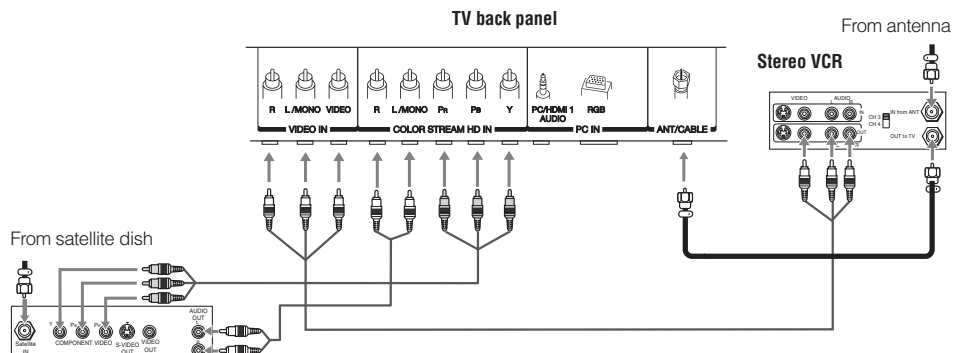 TV back panel
From antenna
Stereo VCR
R L /MONO VIDEO
R L /MONO PR PB Y
PC/HDMI 1
AUDIO
RGB
VIDEO IN
COLOR STREAM HD IN
PC IN
ANT/CABLE
VIDEO
AUDIO
L R
IN
OUT
CH 3
CH 4
IN from ANT
OUT to TV
From satellite dish
Satellite
IN
Y PB PR
COMPONENT VIDEO
S-VIDEO
OUT
VIDEO
OUT
AUDIO
OUT
L